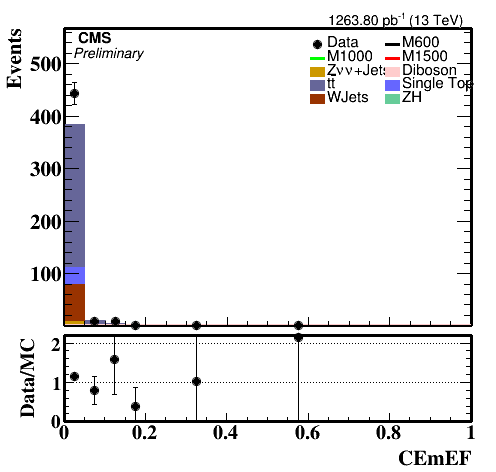 1263.80 pb⁻¹ (13 TeV)
CMS
Preliminary
Data
M600
M1000
M1500
Zνν+Jets
Diboson
tt
Single Top
WJets
ZH
Events
500
400
300
200
100
Data/MC
2
1
0
0
0.2
0.4
0.6
0.8
1
CEmEF